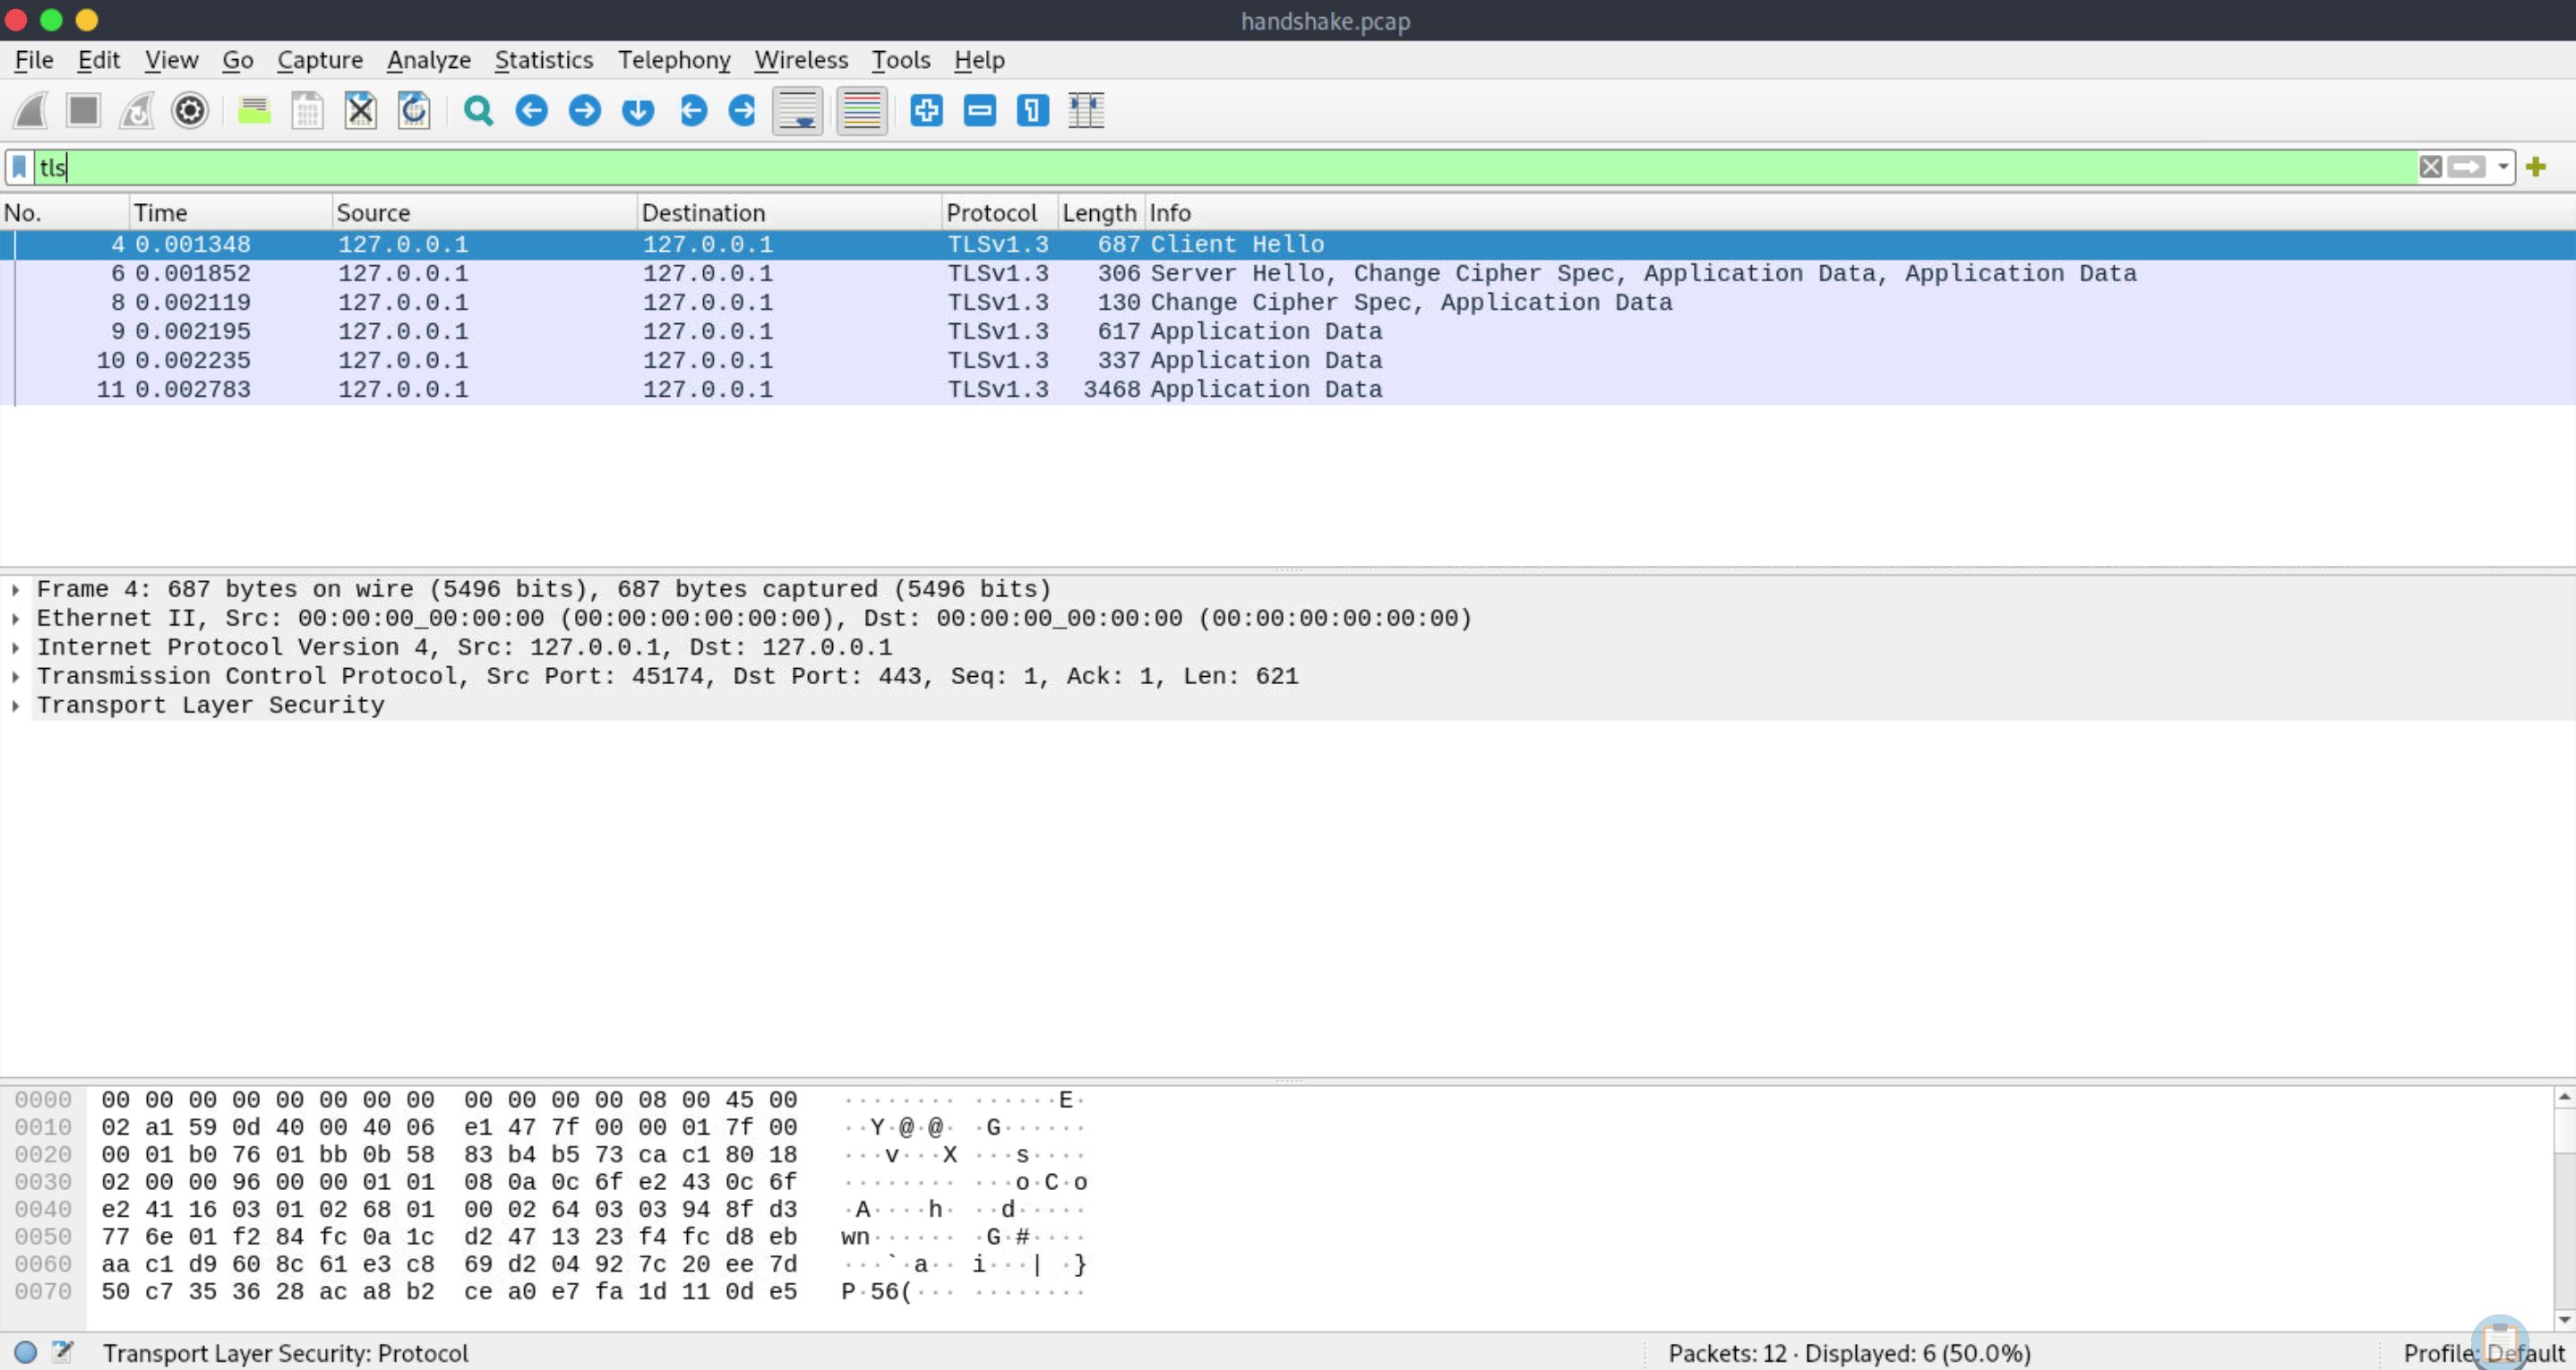 handshake.pcap
File Edit View Go Capture Analyze Statistics Telephony Wireless Tools Help
tls
No. Time Source Destination Protocol Length Info
4 0.001348 127.0.0.1 127.0.0.1 TLSv1.3 687 Client Hello
6 0.001852 127.0.0.1 127.0.0.1 TLSv1.3 306 Server Hello, Change Cipher Spec, Application Data, Application Data
8 0.002119 127.0.0.1 127.0.0.1 TLSv1.3 130 Change Cipher Spec, Application Data
9 0.002195 127.0.0.1 127.0.0.1 TLSv1.3 617 Application Data
10 0.002235 127.0.0.1 127.0.0.1 TLSv1.3 337 Application Data
11 0.002783 127.0.0.1 127.0.0.1 TLSv1.3 3468 Application Data
Frame 4: 687 bytes on wire (5496 bits), 687 bytes captured (5496 bits)
Ethernet II, Src: 00:00:00_00:00:00 (00:00:00:00:00:00), Dst: 00:00:00_00:00:00 (00:00:00:00:00:00)
Internet Protocol Version 4, Src: 127.0.0.1, Dst: 127.0.0.1
Transmission Control Protocol, Src Port: 45174, Dst Port: 443, Seq: 1, Ack: 1, Len: 621
Transport Layer Security
0000 00 00 00 00 00 00 00 00 00 00 00 00 08 00 45 00 ········ ······E·
0010 02 a1 59 0d 40 00 40 06 e1 47 7f 00 00 01 7f 00 ··Y·@·@· ·G······
0020 00 01 b0 76 01 bb 0b 58 83 b4 b5 73 ca c1 80 18 ···v···X ···s····
0030 02 00 00 96 00 00 01 01 08 0a 0c 6f e2 43 0c 6f ········ ···o·C·o
0040 e2 41 16 03 01 02 68 01 00 02 64 03 03 94 8f d3 ·A····h· ··d·····
0050 77 6e 01 f2 84 fc 0a 1c d2 47 13 23 f4 fc d8 eb wn······ ·G·#····
0060 aa c1 d9 60 8c 61 e3 c8 69 d2 04 92 7c 20 ee 7d ···`·a·· i···| ·}
0070 50 c7 35 36 28 ac a8 b2 ce a0 e7 fa 1d 11 0d e5 P·56(··· ········
Transport Layer Security: Protocol Packets: 12 · Displayed: 6 (50.0%) Profile: Default